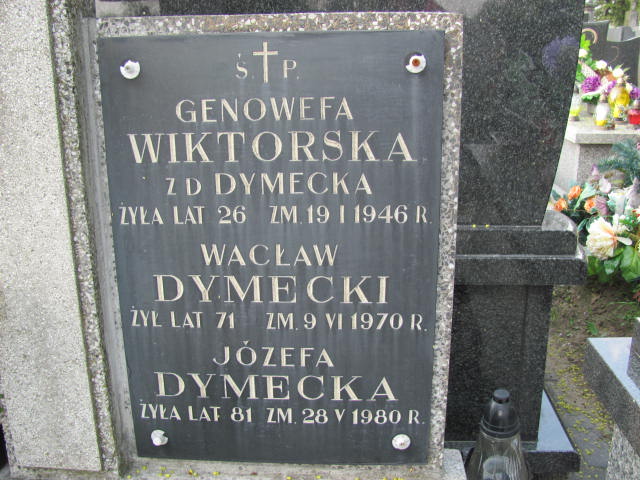 Ś P.
GENOWEFA
WIKTORSKA
Z D DYMECKA
ŻYŁA LAT 26 ZM. 19 I 1946 R.
WACŁAW
DYMECKI
ŻYŁ LAT 71 ZM. 9 VI 1970 R.
JÓZEFA
DYMECKA
ŻYŁA LAT 81 ZM. 28 V 1980 R.